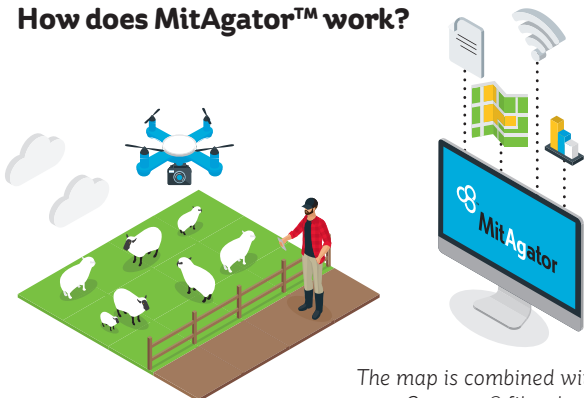 How does MitAgator™ work?
MitAgator
The map is combined wi